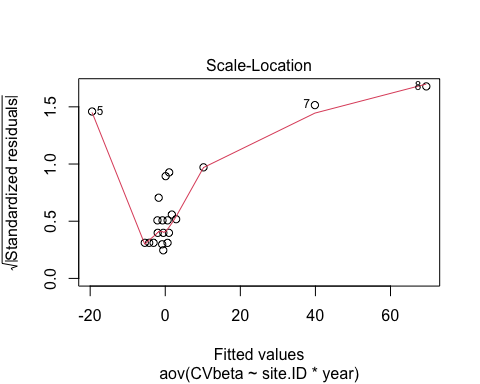 Scale-Location
√|Standardized residuals|
1.5
1.0
0.5
0.0
5
7
8
-20 0 20 40 60
Fitted values
aov(CVbeta ~ site.ID * year)